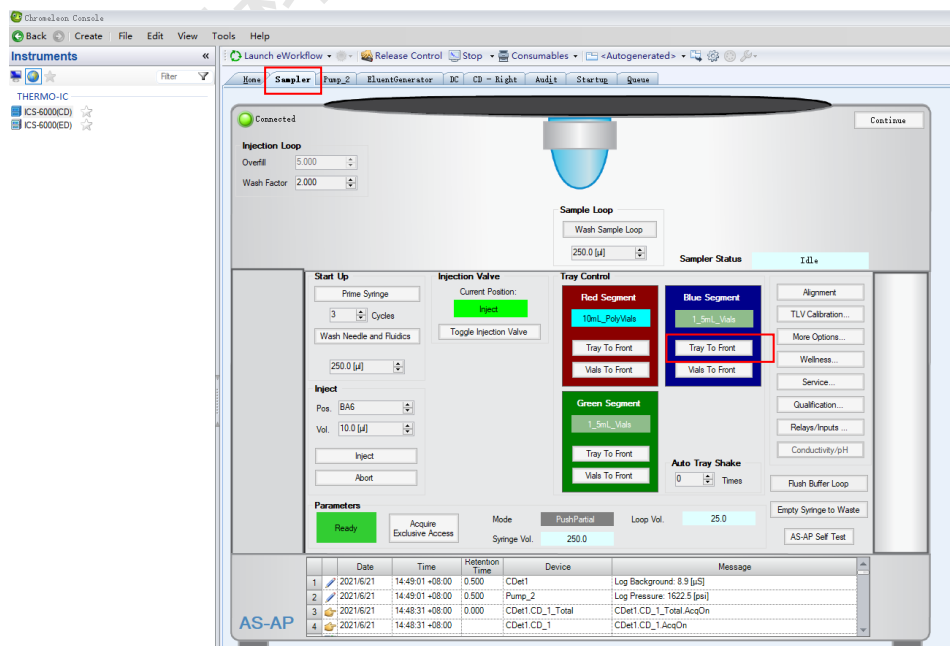 Chromeleon Console
Back Create File Edit View Tools Help
Instruments «
Launch eWorkflow Release Control Stop Consumables <Autogenerated>
Filter
Home Sampler Pump_2 EluentGenerator DC CD - Right Audit Startup Queue
THERMO-IC
ICS-6000(CD)
ICS-6000(ED)
Connected
Continue
Injection Loop
Overfill 5.000
Wash Factor 2.000
Sample Loop
Wash Sample Loop
250.0 [µl]
Sampler Status Idle
Start Up
Prime Syringe
3 Cycles
Wash Needle and Fluidics
250.0 [µl]
Injection Valve
Current Position:
Inject
Toggle Injection Valve
Tray Control
Red Segment
10mL_PolyVials
Tray To Front
Vials To Front
Blue Segment
1_5mL_Vials
Tray To Front
Vials To Front
Green Segment
1_5mL_Vials
Tray To Front
Vials To Front
Auto Tray Shake
0 Times
Alignment
TLV Calibration...
More Options...
Wellness...
Service...
Qualification...
Relays/Inputs ...
Conductivity/pH
Flush Buffer Loop
Empty Syringe to Waste
AS-AP Self Test
Inject
Pos. BA6
Vol. 10.0 [µl]
Inject
Abort
Parameters
Ready
Acquire Exclusive Access
Mode PushPartial Loop Vol. 25.0
Syringe Vol. 250.0
AS-AP
Date Time Retention Time Device Message
1 2021/6/21 14:49:01 +08:00 0.500 CDet1 Log Background: 8.9 [µS]
2 2021/6/21 14:49:01 +08:00 0.500 Pump_2 Log Pressure: 1622.5 [psi]
3 2021/6/21 14:48:31 +08:00 0.000 CDet1.CD_1_Total CDet1.CD_1_Total.AcqOn
4 2021/6/21 14:48:31 +08:00 CDet1.CD_1 CDet1.CD_1.AcqOn